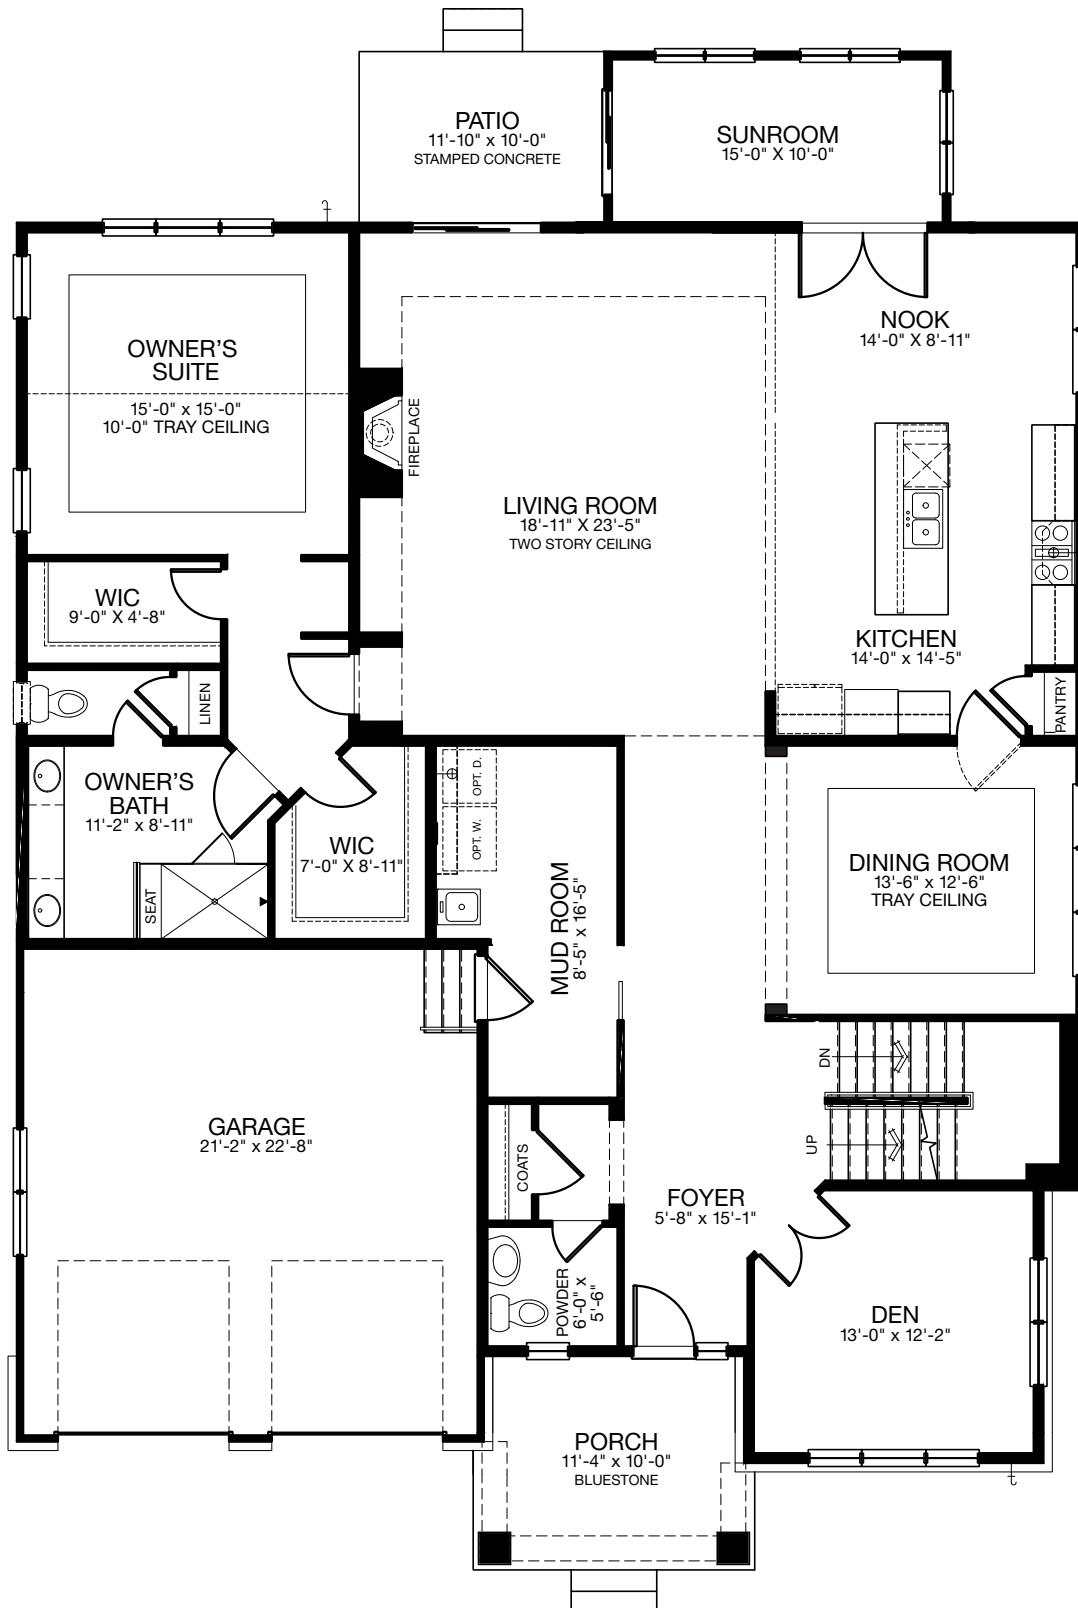 PATIO
11'-10" x 10'-0"
STAMPED CONCRETE
SUNROOM
15'-0" X 10'-0"
OWNER'S
SUITE
15'-0" x 15'-0"
10'-0" TRAY CEILING
FIREPLACE
LIVING ROOM
18'-11" X 23'-5"
TWO STORY CEILING
NOOK
14'-0" X 8'-11"
KITCHEN
14'-0" x 14'-5"
PANTRY
WIC
9'-0" X 4'-8"
LINEN
OWNER'S
BATH
11'-2" x 8'-11"
SEAT
WIC
7'-0" X 8'-11"
OPT. D.
OPT. W.
MUD ROOM
8'-5" x 16'-5"
DINING ROOM
13'-6" x 12'-6"
TRAY CEILING
DN
UP
GARAGE
21'-2" x 22'-8"
COATS
FOYER
5'-8" x 15'-1"
POWDER
6'-0" x
5'-6"
DEN
13'-0" x 12'-2"
PORCH
11'-4" x 10'-0"
BLUESTONE